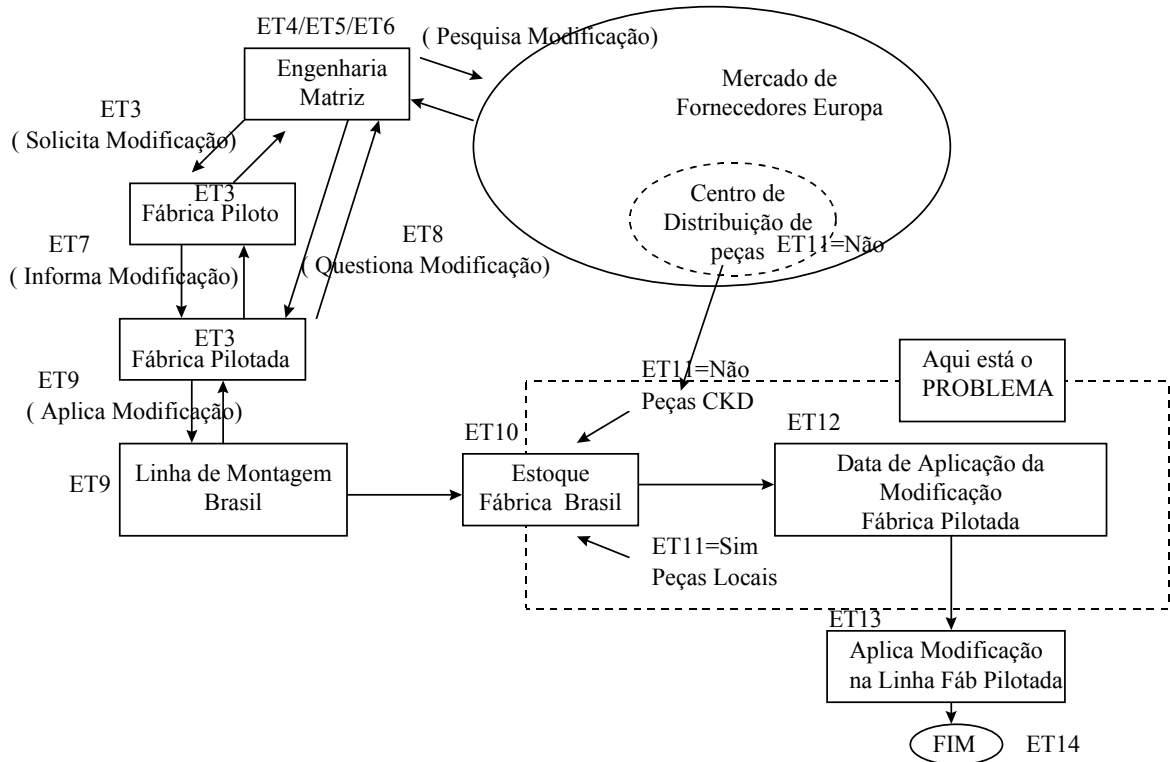 ET4/ET5/ET6
( Pesquisa Modificação)
Engenharia
Matriz
Mercado de
Fornecedores Europa
ET3
( Solicita Modificação)
ET3
Fábrica Piloto
Centro de
Distribuição de
peças
ET11=Não
ET7
( Informa Modificação)
ET8
( Questiona Modificação)
ET3
Fábrica Pilotada
ET9
( Aplica Modificação)
ET11=Não
Peças CKD
Aqui está o
PROBLEMA
ET10
ET12
ET9
Linha de Montagem
Brasil
Estoque
Fábrica Brasil
Data de Aplicação da
Modificação
Fábrica Pilotada
ET11=Sim
Peças Locais
ET13
Aplica Modificação
na Linha Fáb Pilotada
FIM
ET14